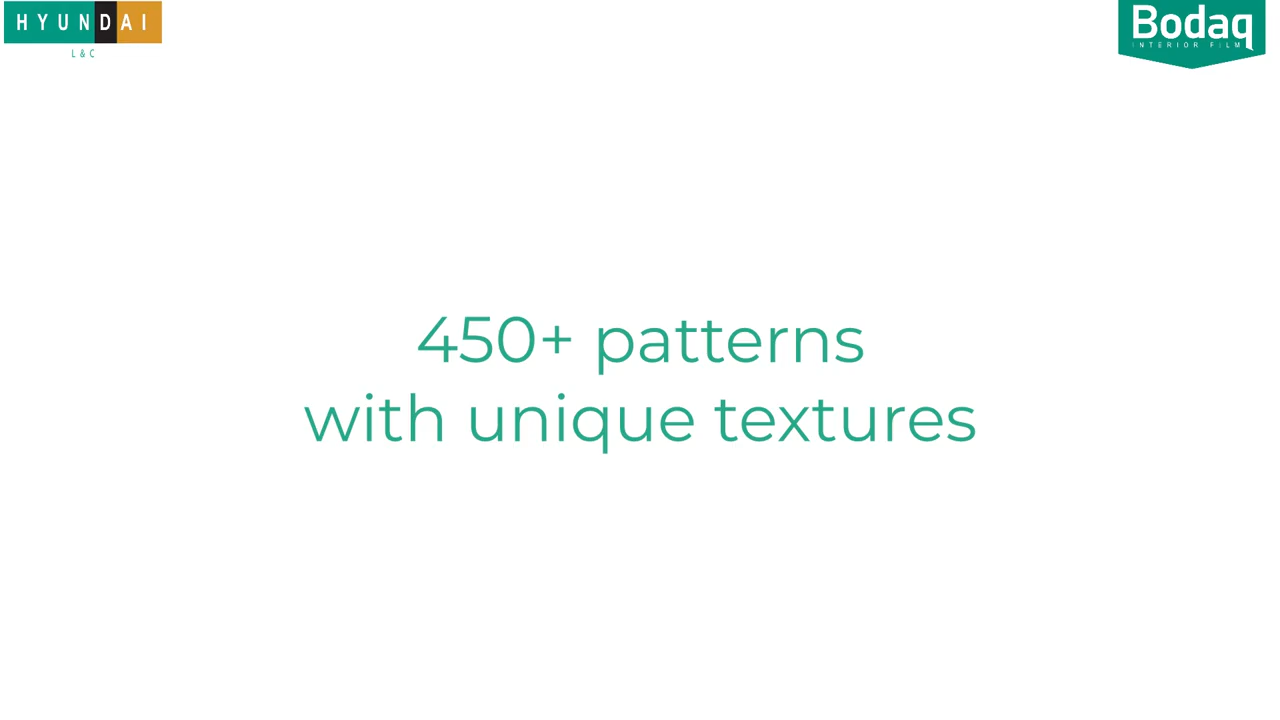 HYUNDAI
L&C
Bodaq
INTERIOR FILM
450+ patterns
with unique textures